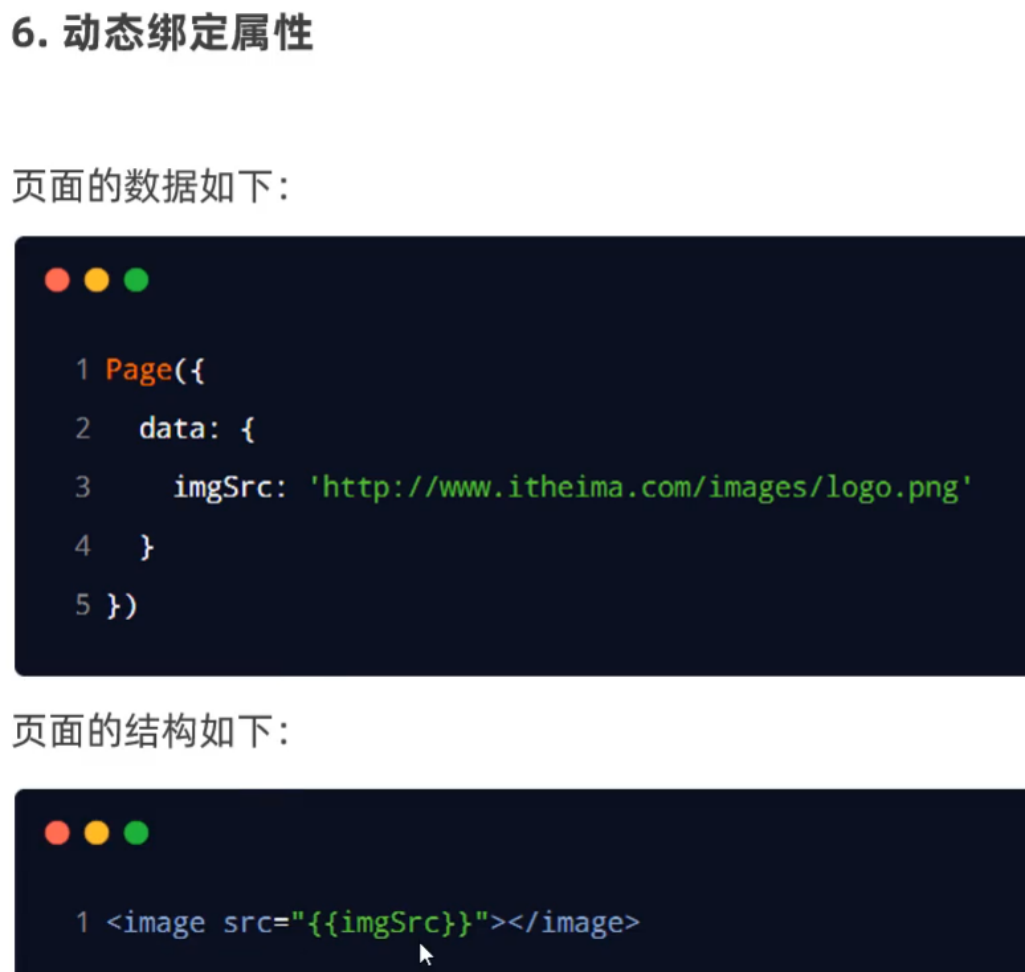 6. 动态绑定属性
页面的数据如下：
1 Page({
2   data: {
3     imgSrc: 'http://www.itheima.com/images/logo.png'
4   }
5 })
页面的结构如下：
1 <image src="{{imgSrc}}"></image>